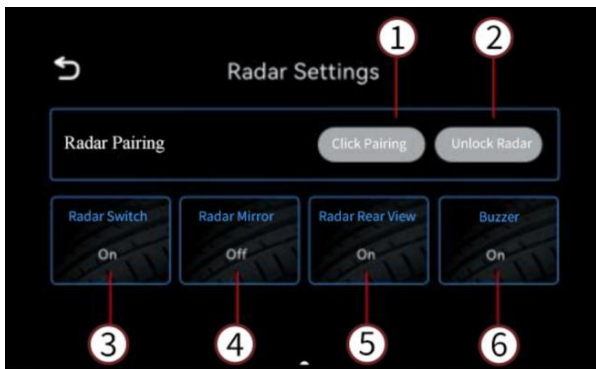 1 2
Radar Settings
Radar Pairing Click Pairing Unlock Radar
Radar Switch Radar Mirror Radar Rear View Buzzer
On Off On On
3 4 5 6